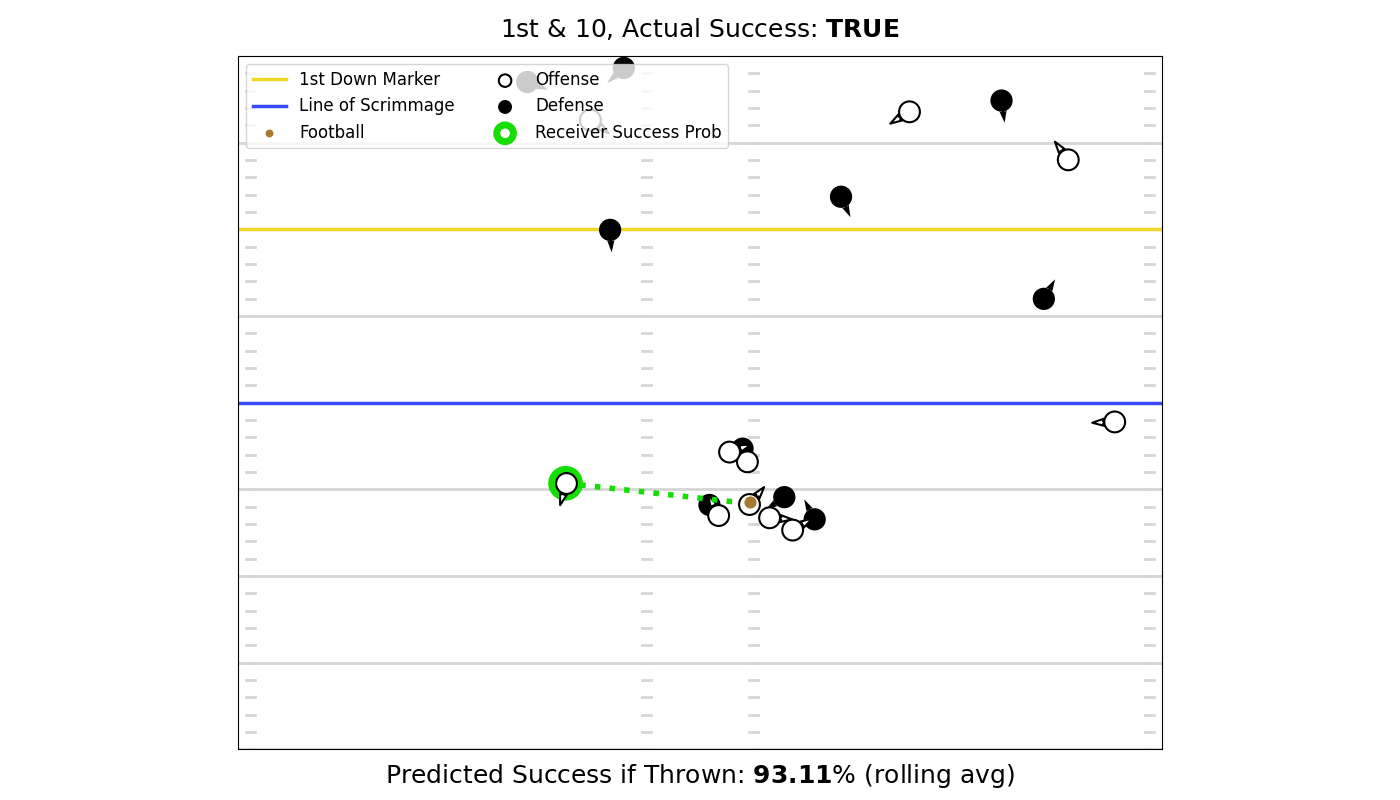 1st & 10, Actual Success: TRUE
1st Down Marker
Line of Scrimmage
Football
Offense
Defense
Receiver Success Prob
Predicted Success if Thrown: 93.11% (rolling avg)